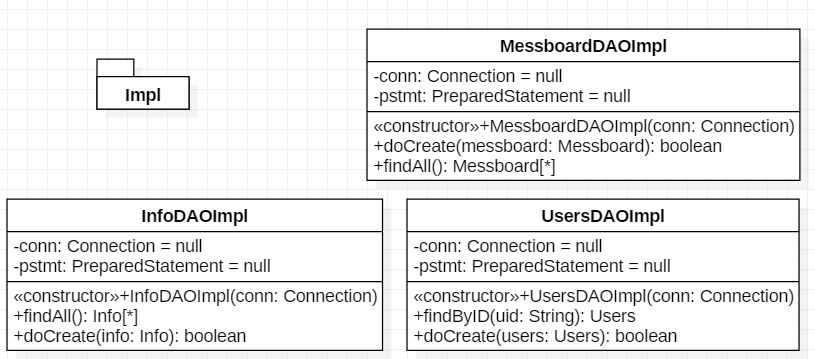 Impl
MessboardDAOImpl
-conn: Connection = null
-pstmt: PreparedStatement = null
«constructor»+MessboardDAOImpl(conn: Connection)
+doCreate(messboard: Messboard): boolean
+findAll(): Messboard[*]
InfoDAOImpl
-conn: Connection = null
-pstmt: PreparedStatement = null
«constructor»+InfoDAOImpl(conn: Connection)
+findAll(): Info[*]
+doCreate(info: Info): boolean
UsersDAOImpl
-conn: Connection = null
-pstmt: PreparedStatement = null
«constructor»+UsersDAOImpl(conn: Connection)
+findByID(uid: String): Users
+doCreate(users: Users): boolean